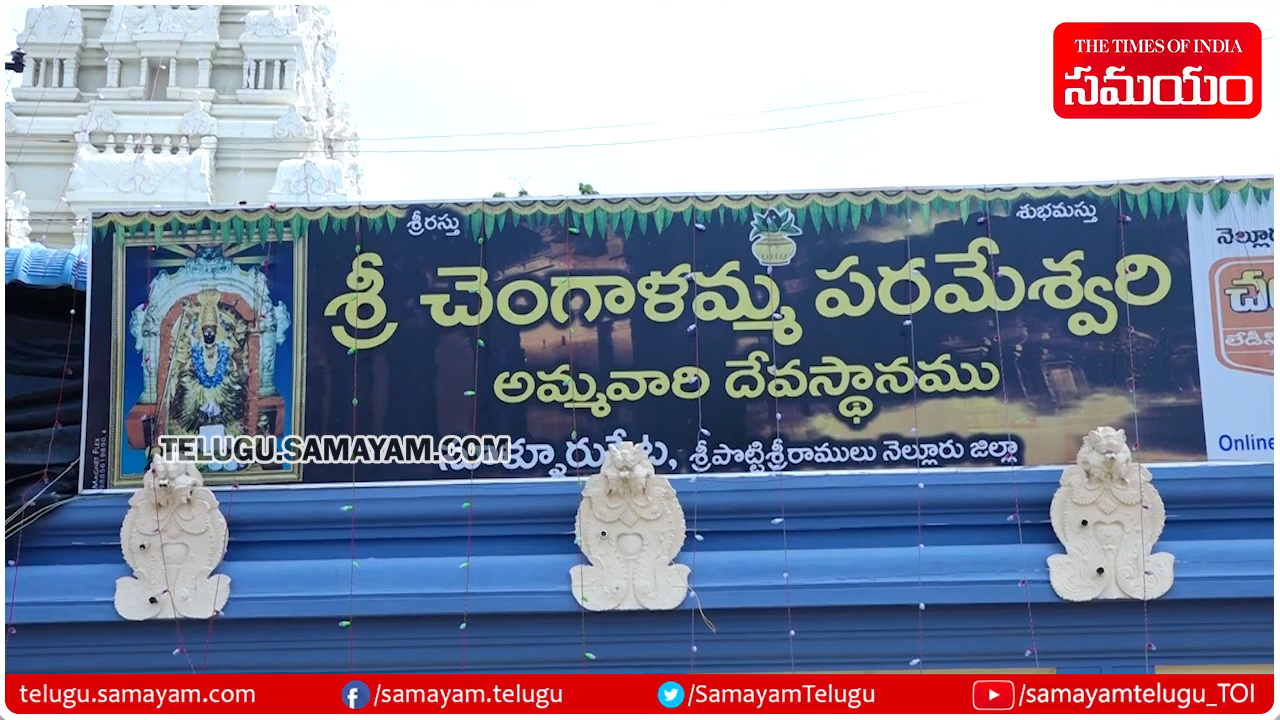 THE TIMES OF INDIA
సమయం
శ్రీరస్తు
శుభమస్తు
శ్రీ చెంగాళమ్మ పరమేశ్వరి
అమ్మవారి దేవస్థానము
శ్రీపొట్టిశ్రీరాములు నెల్లూరు జిల్లా
TELUGU.SAMAYAM.COM
Online
telugu.samayam.com
/samayam.telugu
/SamayamTelugu
/samayamtelugu_TOI